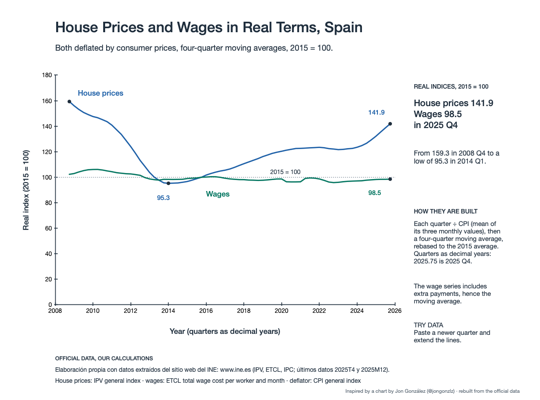 House Prices and Wages in Real Terms, Spain
Both deflated by consumer prices, four-quarter moving averages, 2015 = 100.
Real index (2015 = 100)
180
160
140
120
100
80
60
40
20
0
2008
2010
2012
2014
2016
2018
2020
2022
2024
2026
House prices
141.9
2015 = 100
95.3
Wages
98.5
Year (quarters as decimal years)
REAL INDICES, 2015 = 100
House prices 141.9
Wages 98.5
in 2025 Q4
From 159.3 in 2008 Q4 to a
low of 95.3 in 2014 Q1.
HOW THEY ARE BUILT
Each quarter ÷ CPI (mean of
its three monthly values), then
a four-quarter moving average,
rebased to the 2015 average.
Quarters as decimal years:
2025.75 is 2025 Q4.
The wage series includes
extra payments, hence the
moving average.
TRY DATA
Paste a newer quarter and
extend the lines.
OFFICIAL DATA, OUR CALCULATIONS
Elaboración propia con datos extraídos del sitio web del INE: www.ine.es (IPV, ETCL, IPC; últimos datos 2025T4 y 2025M12).
House prices: IPV general index · wages: ETCL total wage cost per worker and month · deflator: CPI general index
Inspired by a chart by Jon González (@jongonzlz) · rebuilt from the official data